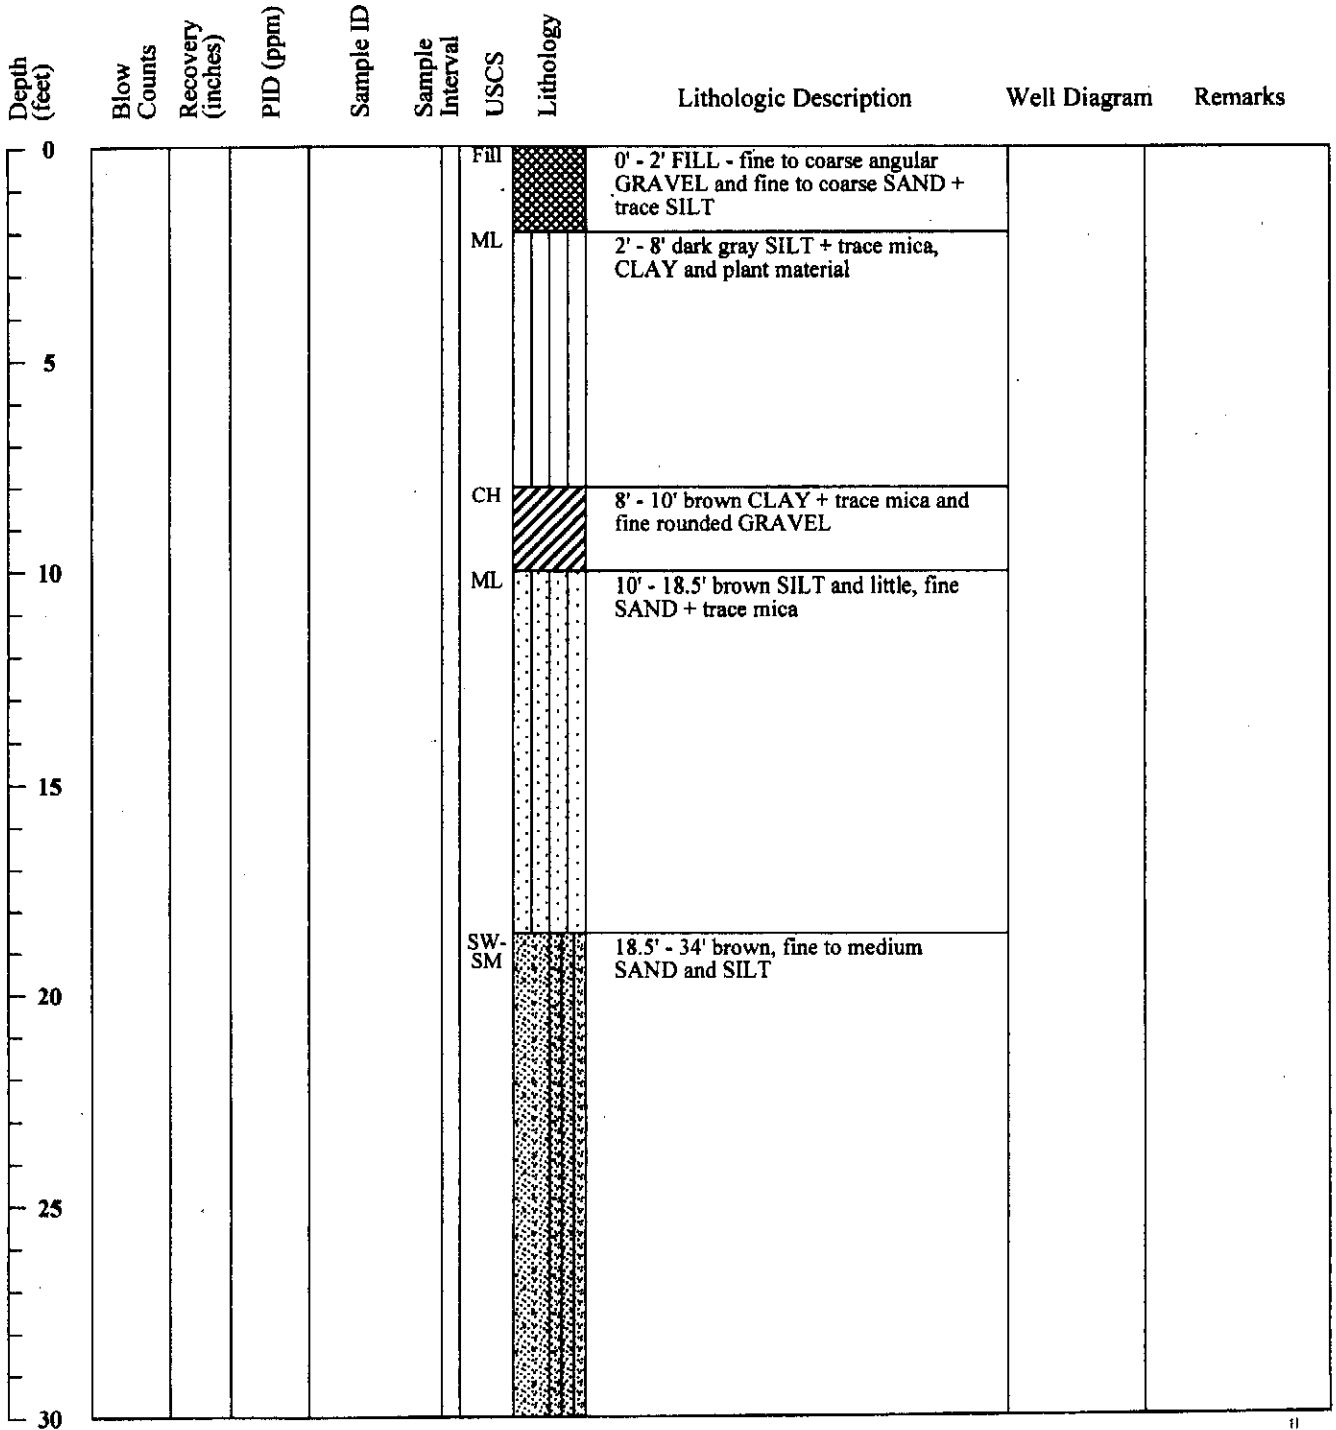 Depth
(feet)
Blow
Counts
Recovery
(inches)
PID (ppm)
Sample ID
Sample
Interval
USCS
Lithology
Lithologic Description
Well Diagram
Remarks
0
Fill
0' - 2' FILL - fine to coarse angular
GRAVEL and fine to coarse SAND +
trace SILT
ML
2' - 8' dark gray SILT + trace mica,
CLAY and plant material
5
CH
8' - 10' brown CLAY + trace mica and
fine rounded GRAVEL
10
ML
10' - 18.5' brown SILT and little, fine
SAND + trace mica
15
SW-
SM
18.5' - 34' brown, fine to medium
SAND and SILT
20
25
30